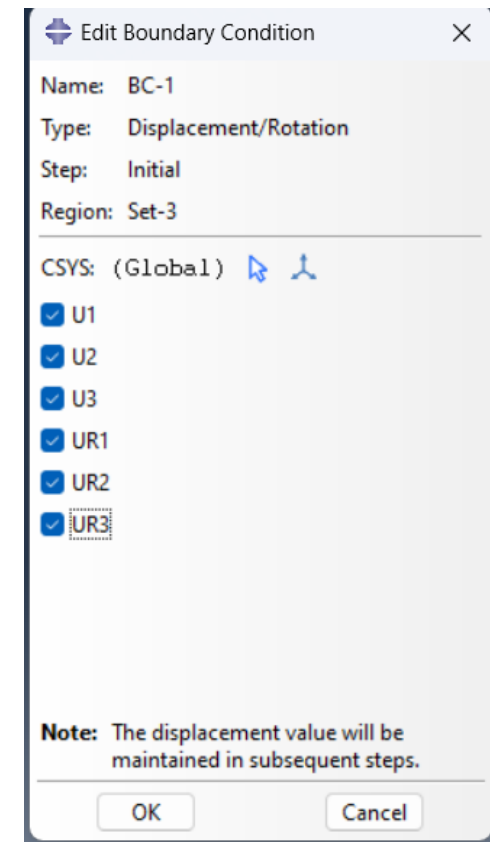 Edit Boundary Condition
Name: BC-1
Type: Displacement/Rotation
Step: Initial
Region: Set-3
CSYS: (Global)
U1
U2
U3
UR1
UR2
UR3
Note: The displacement value will be
maintained in subsequent steps.
OK Cancel